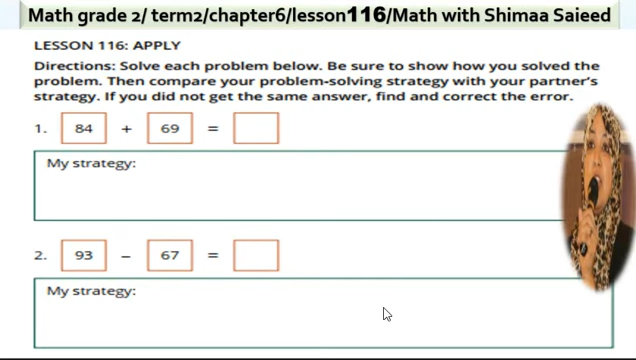 Math grade 2/ term2/chapter6/lesson116/Math with Shimaa Saieed
LESSON 116: APPLY
Directions: Solve each problem below. Be sure to show how you solved the
problem. Then compare your problem-solving strategy with your partner's
strategy. If you did not get the same answer, find and correct the error.
1. 84 + 69 =
My strategy:
2. 93 – 67 =
My strategy: